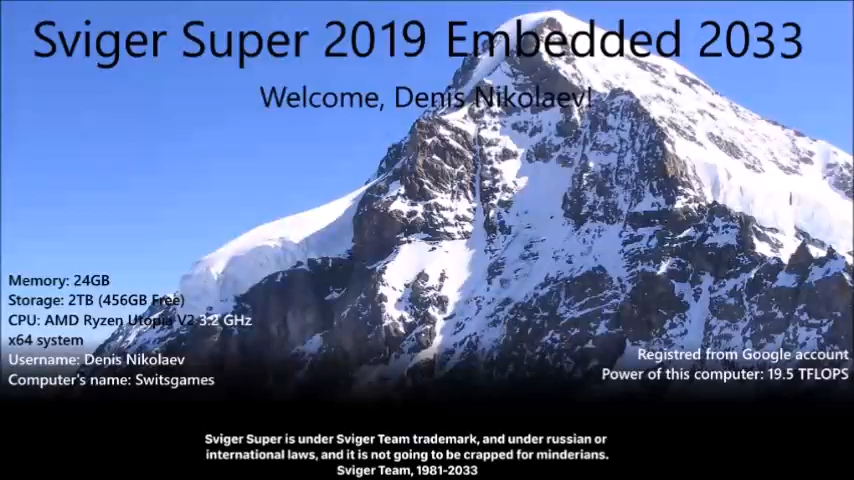 Sviger Super 2019 Embedded 2033
Welcome, Denis Nikolaev!
Memory: 24GB
Storage: 2TB (456GB Free)
CPU: AMD Ryzen Utopia V2 3.2 GHz
x64 system
Username: Denis Nikolaev
Computer's name: Switsgames
Registred from Google account
Power of this computer: 19.5 TFLOPS
Sviger Super is under Sviger Team trademark, and under russian or
international laws, and it is not going to be crapped for minderians.
Sviger Team, 1981-2033